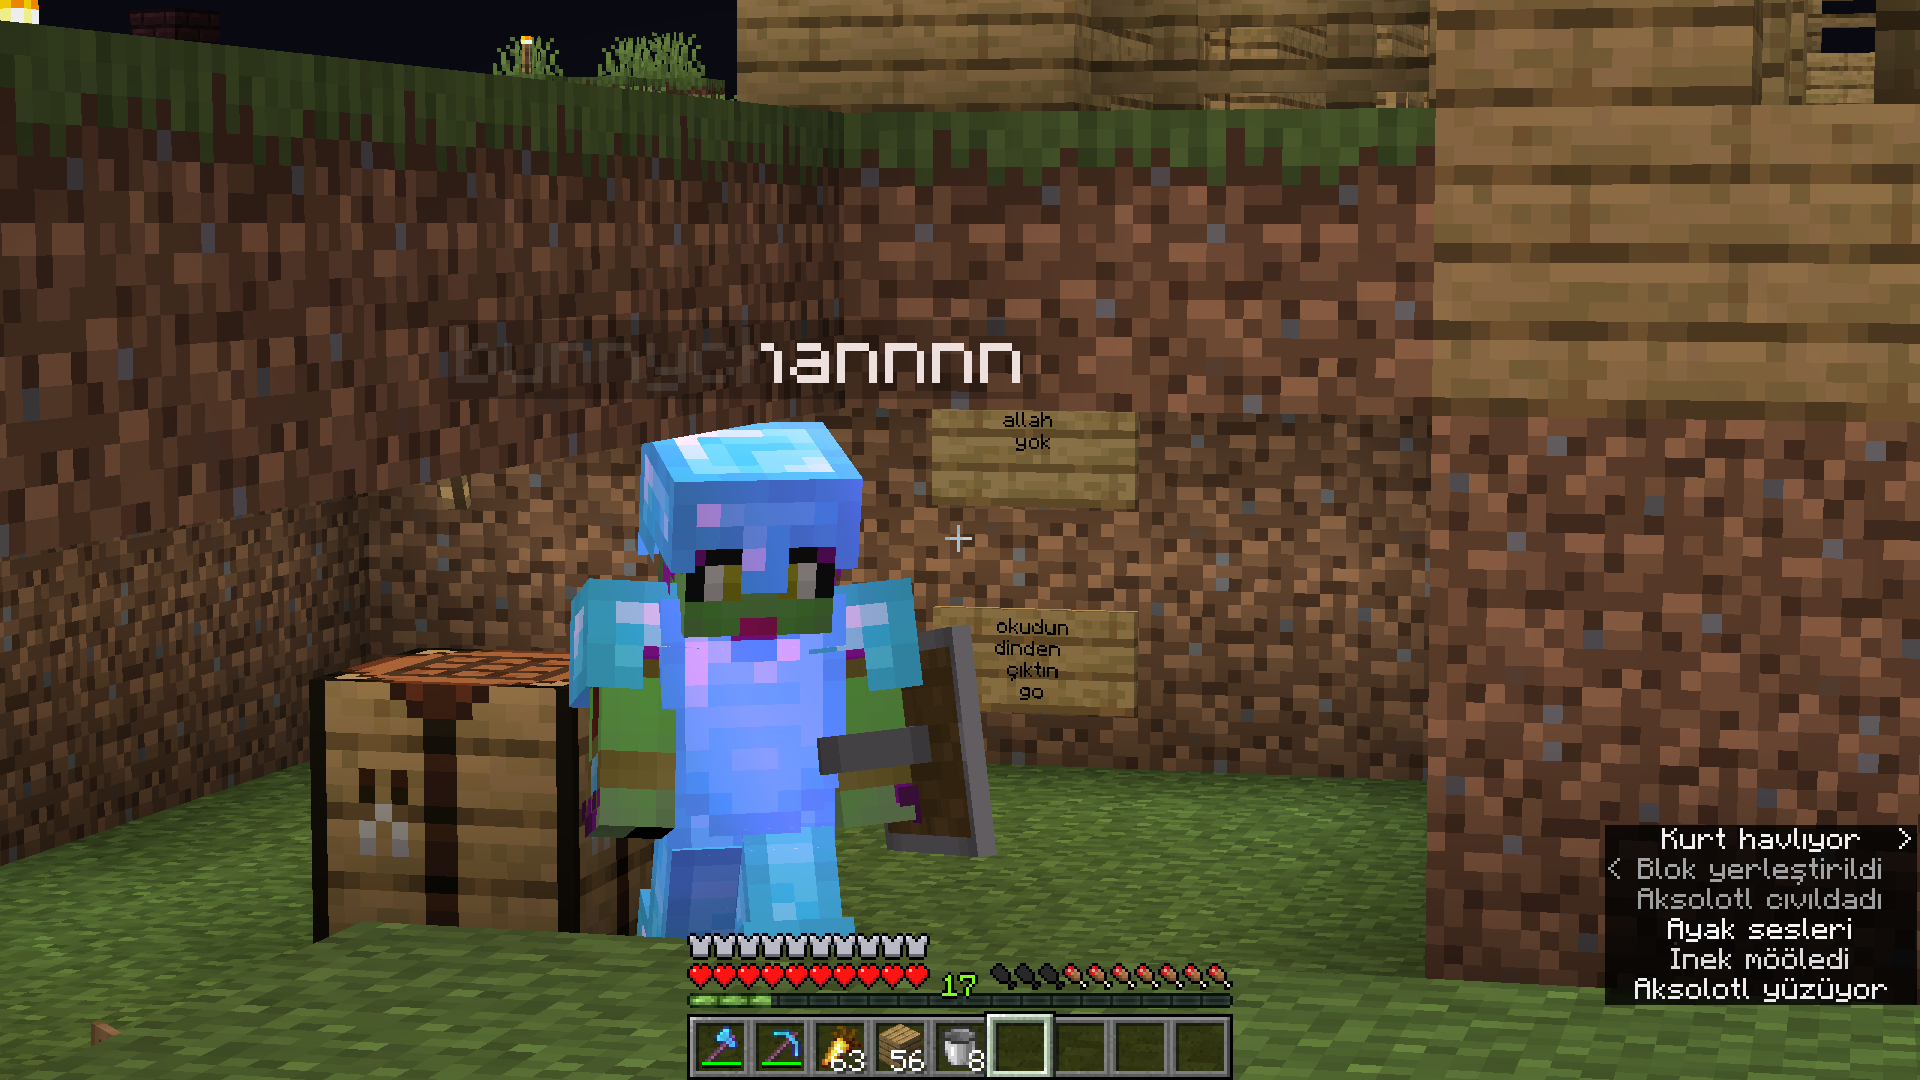 bunnychannnn
allah
yok
okudun
dinden
çıktın
go
Kurt havlıyor >
< Blok yerleştirildi
Aksolotl cıvıldadı
Ayak sesleri
İnek mööledi
Aksolotl yüzüyor
17
63
56
8